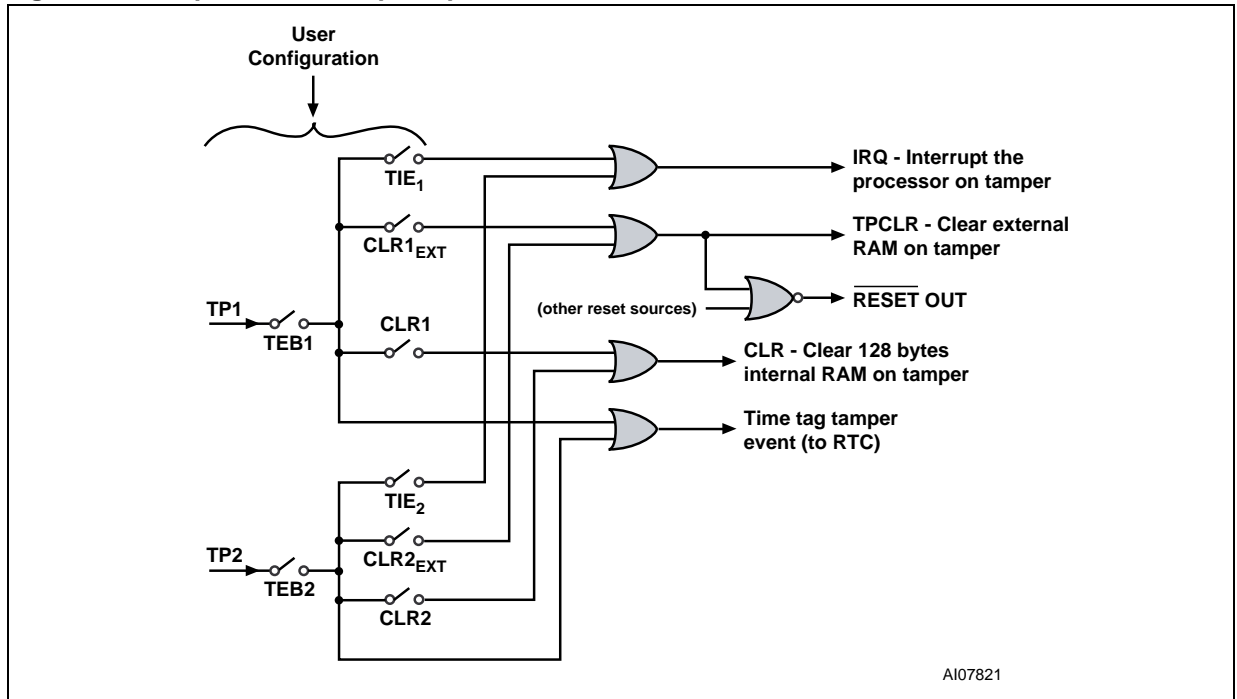 User
Configuration
TIE1
IRQ - Interrupt the
processor on tamper
CLR1EXT
TPCLR - Clear external
RAM on tamper
RESET OUT
(other reset sources)
TP1
TEB1
CLR1
CLR - Clear 128 bytes
internal RAM on tamper
Time tag tamper
event (to RTC)
TIE2
CLR2EXT
TP2
TEB2
CLR2
AI07821